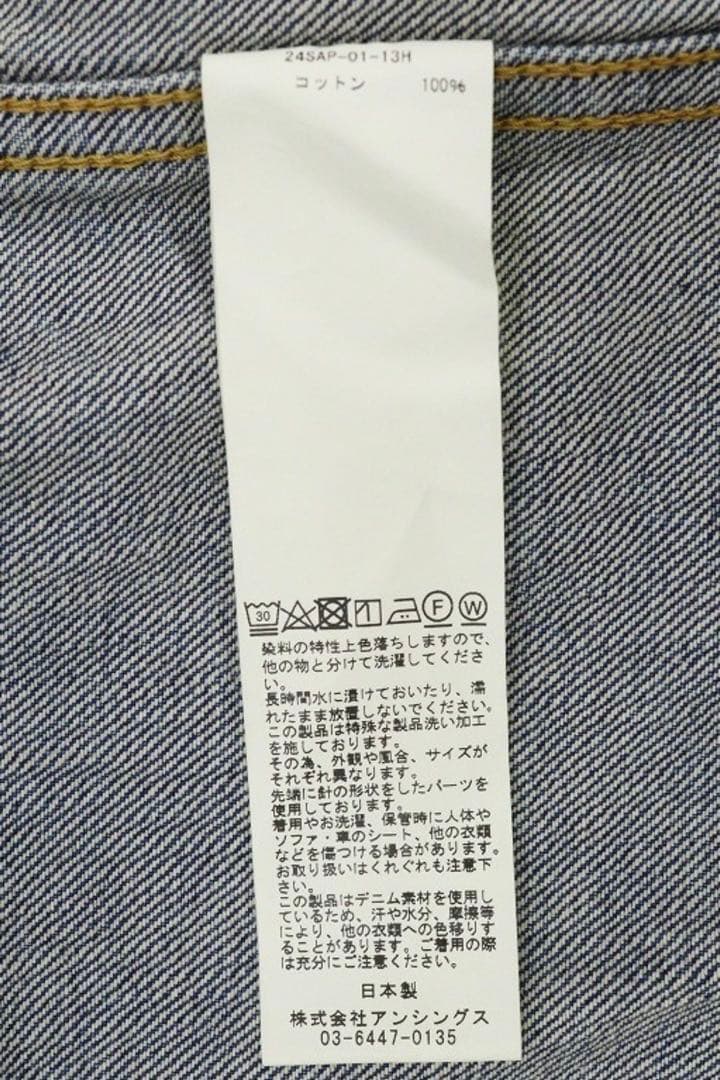 24SAP-01-13H
コットン 100%
30 F W
染料の特性上色落ちしますので、
他の物と分けて洗濯してくださ
い。
長時間水に漬けておいたり、濡
れたまま放置しないでください。
この製品は特殊な製品洗い加工
を施しております。
その為、外観や風合、サイズが
それぞれ異なります。
先端に針の形状をしたパーツを
使用しております。
着用やお洗濯、保管時に人体や
ソファ・車のシート、他の衣類
などを傷つける場合があります。
お取り扱いはくれぐれも注意下
さい。
この製品はデニム素材を使用し
ているため、汗や水分、摩擦等
により、他の衣類への色移りす
ることがあります。ご着用の際
は充分にご注意ください。
日本製
株式会社アンシングス
03-6447-0135